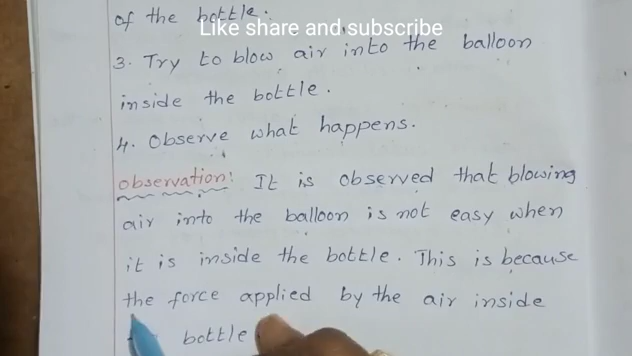 of the bottle.
Like share and subscribe
3. Try to blow air into the balloon
inside the bottle.
4. Observe what happens.
Observation: It is observed that blowing
air into the balloon is not easy when
it is inside the bottle. This is because
the force applied by the air inside
bottle